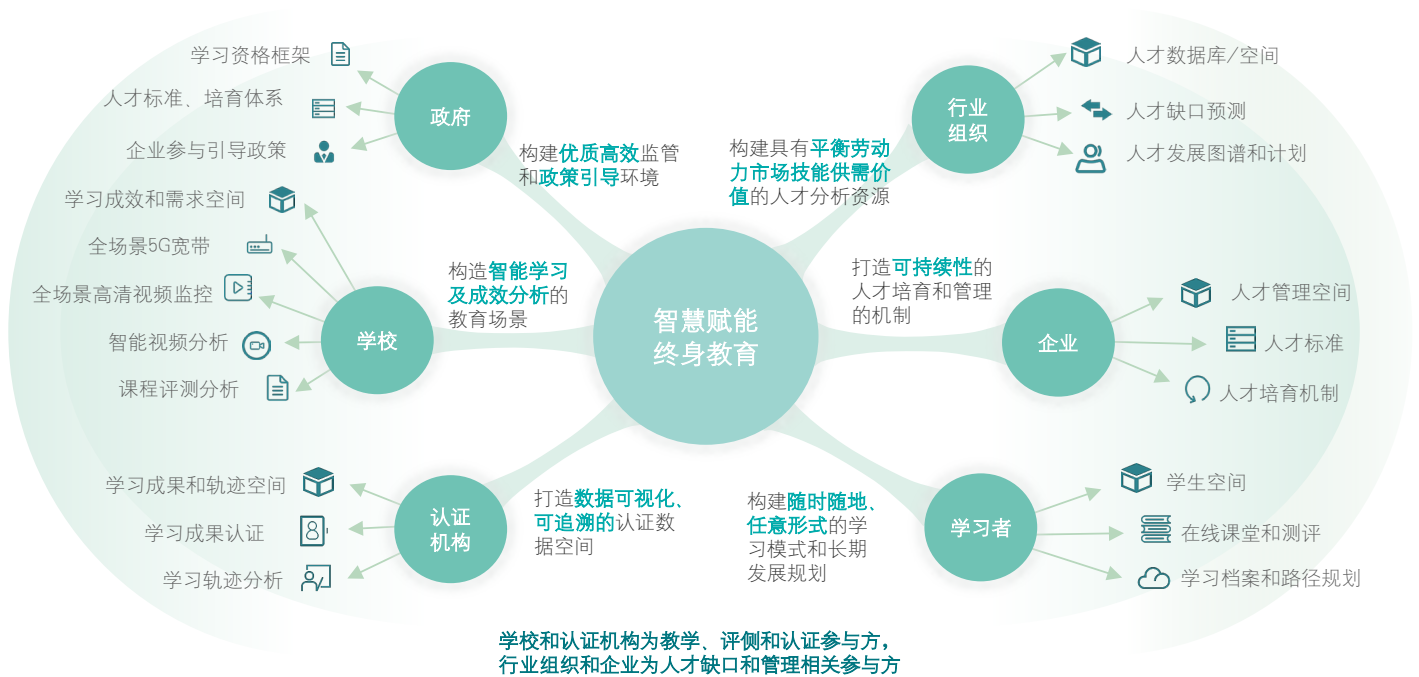 学习资格框架
人才标准、培育体系
企业参与引导政策
政府
构建优质高效监管
和政策引导环境
学习成效和需求空间
全场景5G宽带
全场景高清视频监控
智能视频分析
课程评测分析
学校
构造智能学习
及成效分析的
教育场景
学习成果和轨迹空间
学习成果认证
学习轨迹分析
认证
机构
打造数据可视化、
可追溯的认证数
据空间
智慧赋能
终身教育
行业
组织
构建具有平衡劳动
力市场技能供需价
值的人才分析资源
人才数据库/空间
人才缺口预测
人才发展图谱和计划
打造可持续性的
人才培育和管理
的机制
企业
人才管理空间
人才标准
人才培育机制
构建随时随地、
任意形式的学
习模式和长期
发展规划
学习者
学生空间
在线课堂和测评
学习档案和路径规划
学校和认证机构为教学、评侧和认证参与方，
行业组织和企业为人才缺口和管理相关参与方